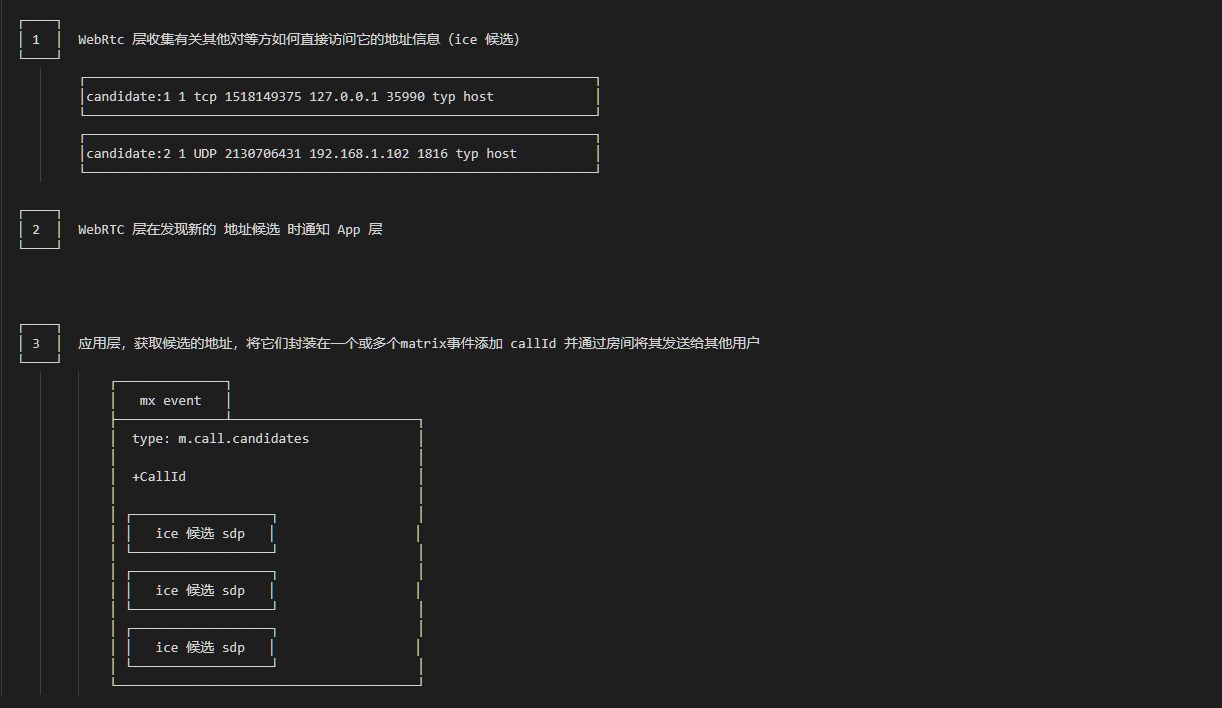 1 WebRtc 层收集有关其他对等方如何直接访问它的地址信息（ice 候选）
candidate:1 1 tcp 1518149375 127.0.0.1 35990 typ host
candidate:2 1 UDP 2130706431 192.168.1.102 1816 typ host
2 WebRTC 层在发现新的 地址候选 时通知 App 层
3 应用层，获取候选的地址，将它们封装在一个或多个matrix事件添加 callId 并通过房间将其发送给其他用户
mx event
type: m.call.candidates
+CallId
ice 候选 sdp
ice 候选 sdp
ice 候选 sdp